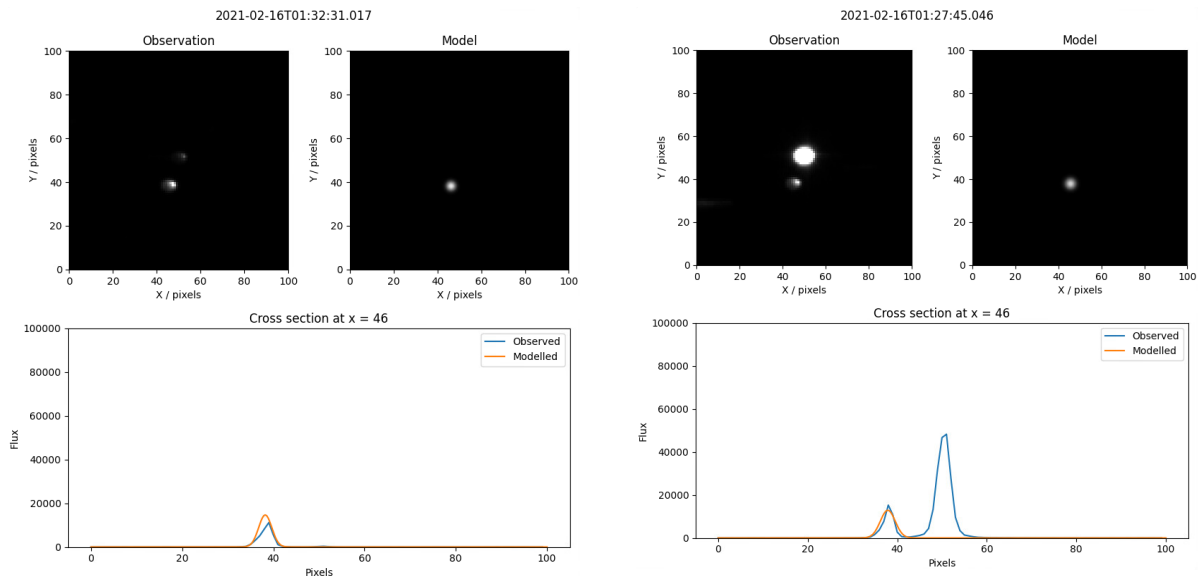 2021-02-16T01:32:31.017
Observation
Model
100
80
60
40
20
0
Y / pixels
0 20 40 60 80 100
X / pixels
100
80
60
40
20
0
Y / pixels
0 20 40 60 80 100
X / pixels
Cross section at x = 46
100000
80000
60000
40000
20000
0
Flux
Observed
Modelled
0 20 40 60 80 100
Pixels
2021-02-16T01:27:45.046
Observation
Model
100
80
60
40
20
0
Y / pixels
0 20 40 60 80 100
X / pixels
100
80
60
40
20
0
Y / pixels
0 20 40 60 80 100
X / pixels
Cross section at x = 46
100000
80000
60000
40000
20000
0
Flux
Observed
Modelled
0 20 40 60 80 100
Pixels